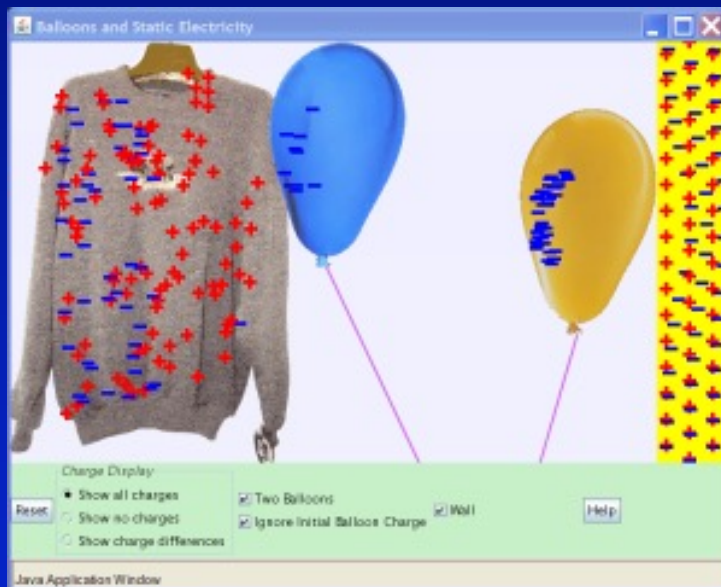 Balloons and Static Electricity
Charge Display
Show all charges
Show no charges
Show charge differences
Two Balloons
Ignore Initial Balloon Charge
Wall
Reset
Help
Java Application Window